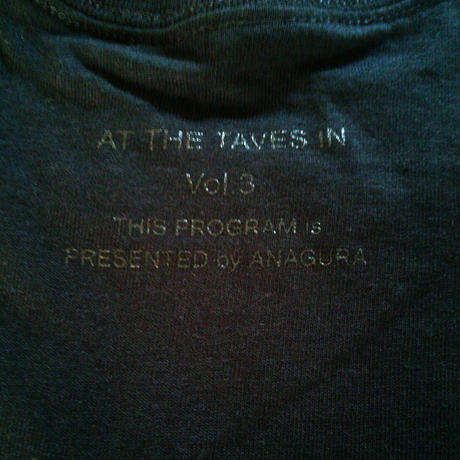 AT THE TAVES IN
Vol.3
THIS PROGRAM is
PRESENTED by ANAGURA